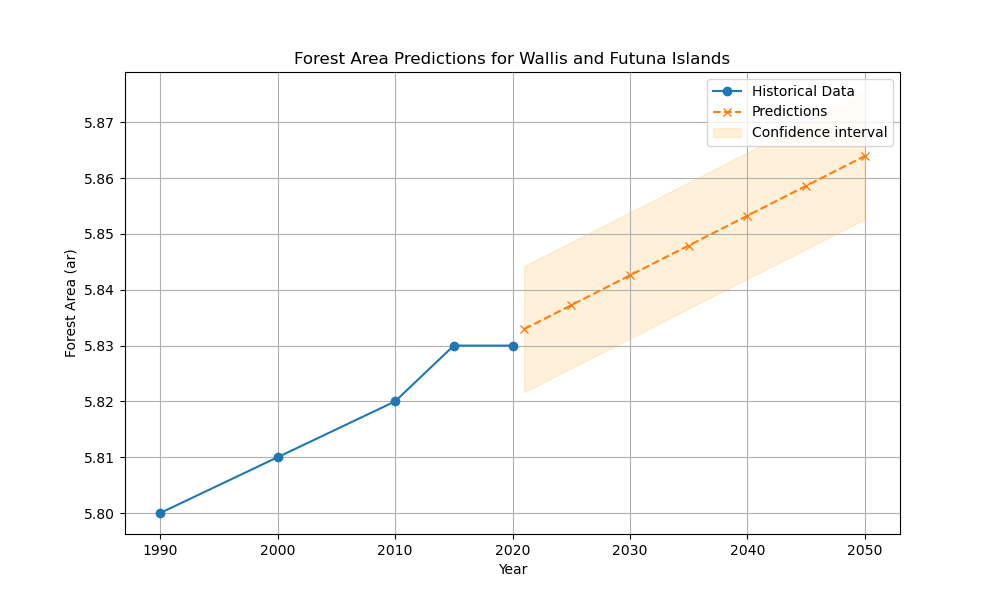 Forest Area Predictions for Wallis and Futuna Islands
Historical Data
Predictions
Confidence interval
Forest Area (ar)
5.87
5.86
5.85
5.84
5.83
5.82
5.81
5.80
1990 2000 2010 2020 2030 2040 2050
Year